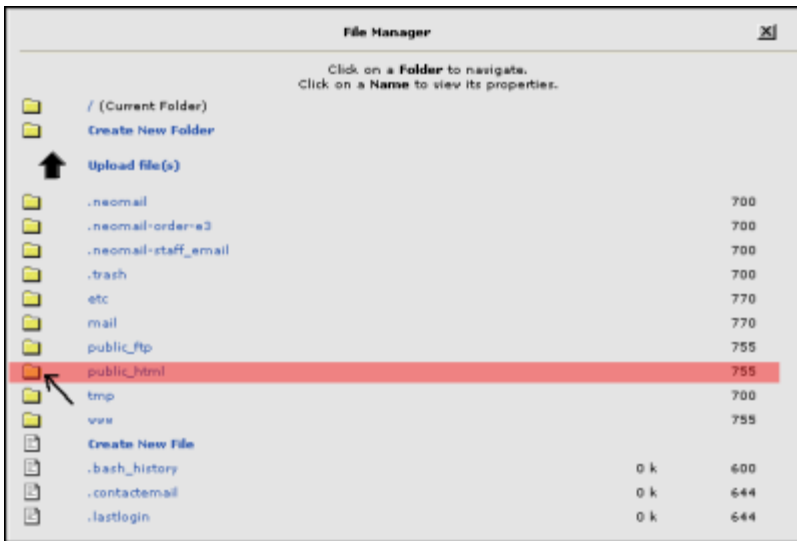 File Manager
X
Click on a Folder to navigate.
Click on a Name to view its properties.
/ (Current Folder)
Create New Folder
Upload file(s)
.neomail 700
.neomail-order-e3 700
.neomail-staff_email 700
.trash 700
etc 770
mail 770
public_ftp 755
public_html 755
tmp 700
www 755
Create New File
.bash_history 0 k 600
.contactemail 0 k 644
.lastlogin 0 k 644